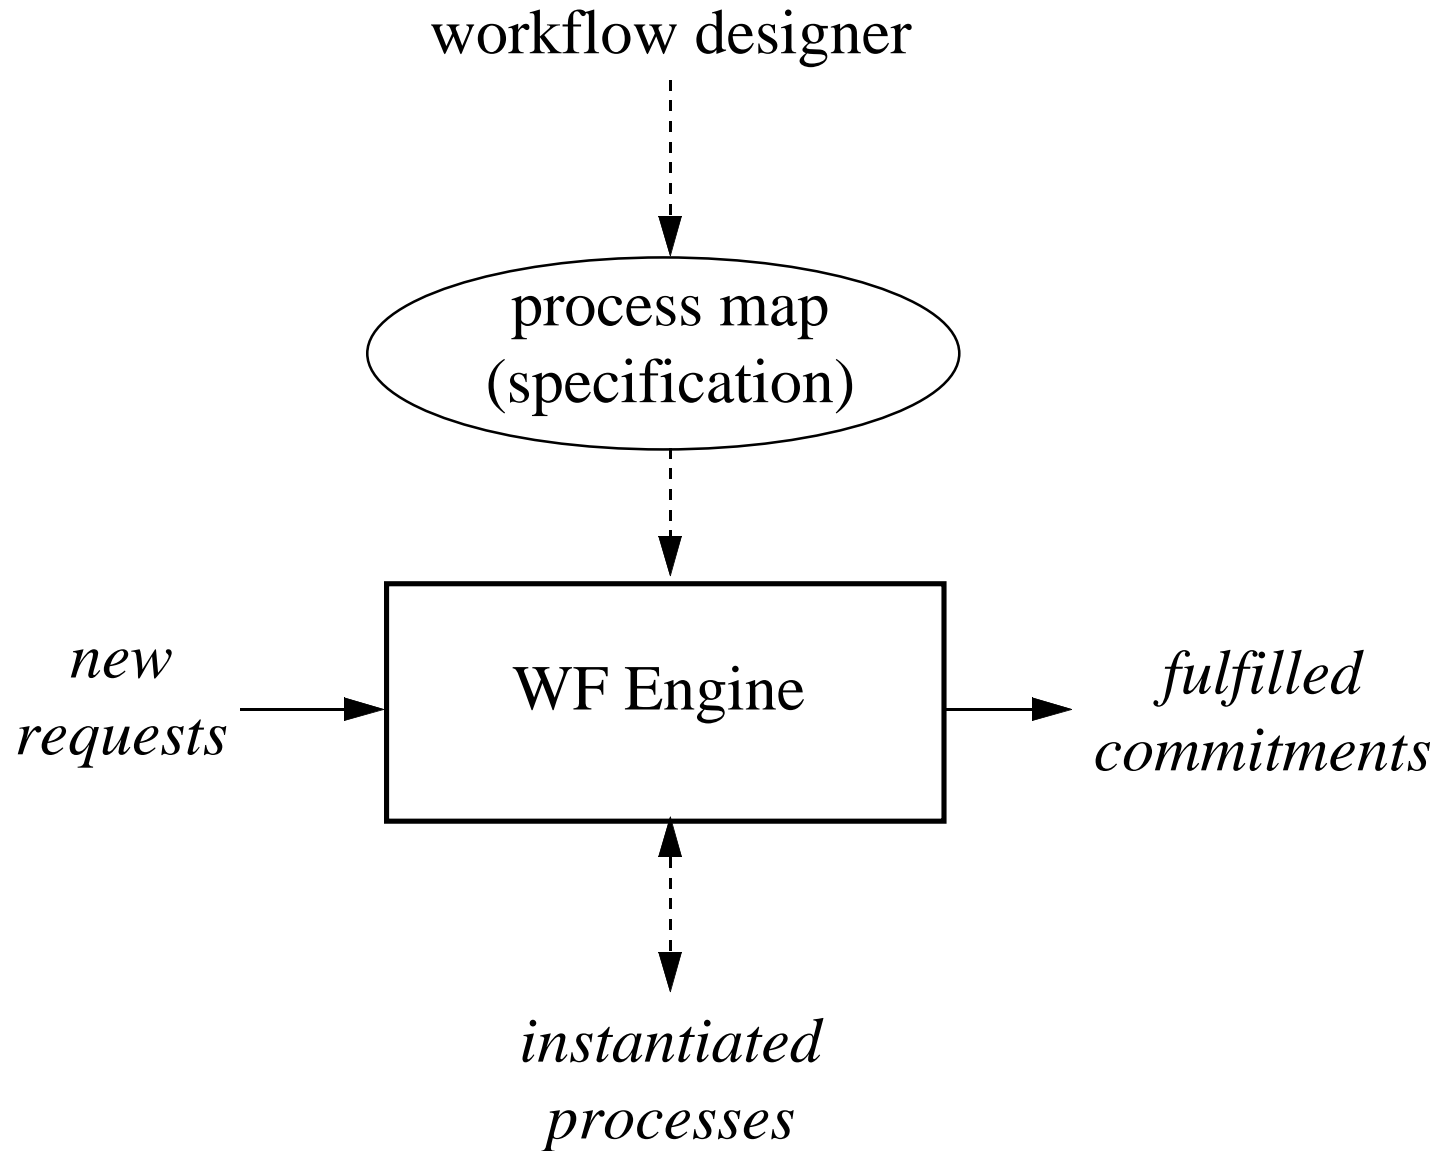 workflow designer
process map
(specification)
new
requests
WF Engine
fulfilled
commitments
instantiated
processes